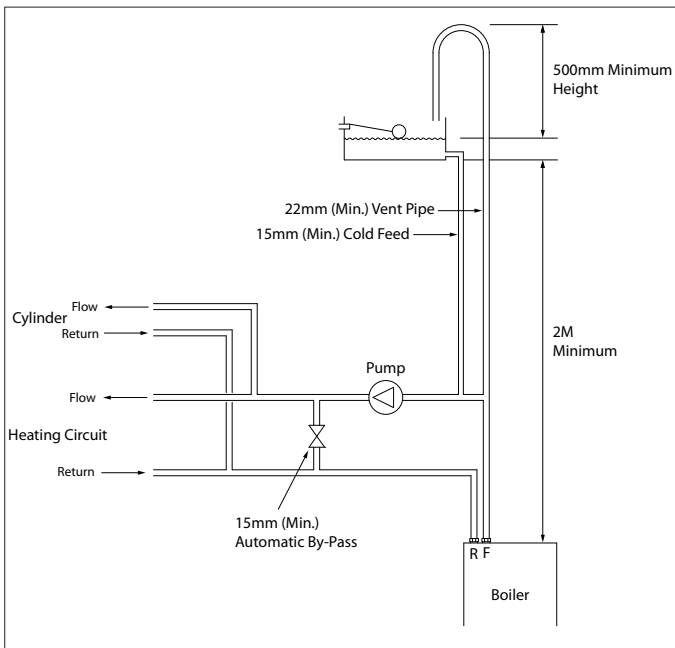 500mm Minimum
Height
22mm (Min.) Vent Pipe
15mm (Min.) Cold Feed
Flow
Cylinder
Return
2M
Minimum
Pump
Flow
Heating Circuit
Return
15mm (Min.)
Automatic By-Pass
R F
Boiler